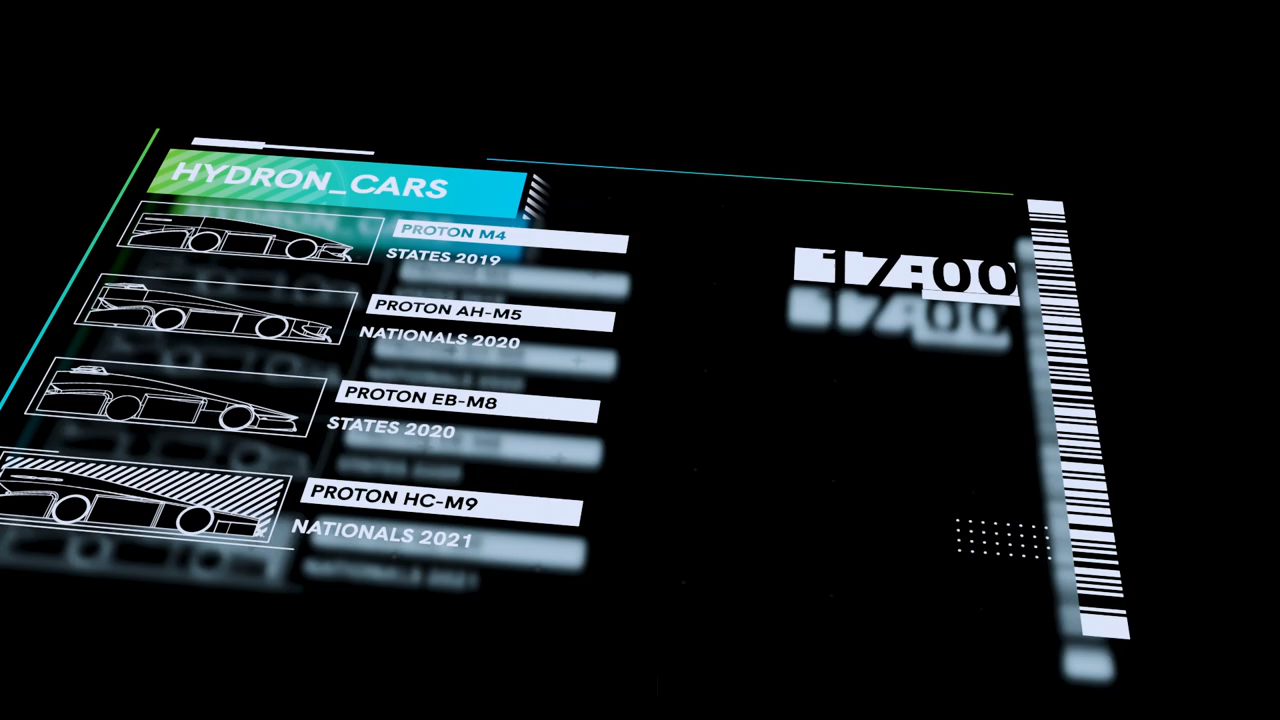 HYDRON_CARS
PROTON M4
STATES 2019
PROTON AH-M5
NATIONALS 2020
PROTON EB-M8
STATES 2020
PROTON HC-M9
NATIONALS 2021
17:00